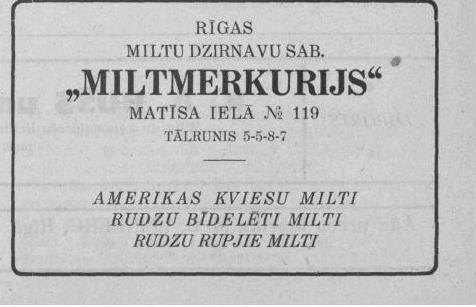 RĪGAS
MILTU DZIRNAVU SAB.
„MILTMERKURIJS“
MATĪSA IELĀ № 119
TĀLRUNIS 5-5-8-7
AMERIKAS KVIESU MILTI
RUDZU BĪDELĒTI MILTI
RUDZU RUPJIE MILTI